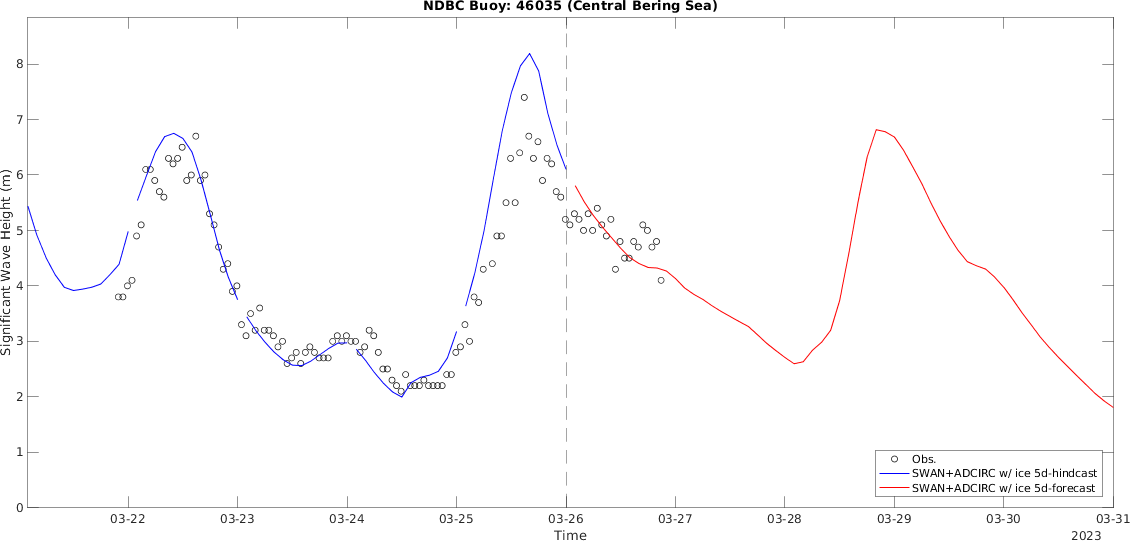 NDBC Buoy: 46035 (Central Bering Sea)
Significant Wave Height (m)
8
7
6
5
4
3
2
1
0
Obs.
SWAN+ADCIRC w/ ice 5d-hindcast
SWAN+ADCIRC w/ ice 5d-forecast
03-22 03-23 03-24 03-25 03-26 03-27 03-28 03-29 03-30 03-31
Time
2023